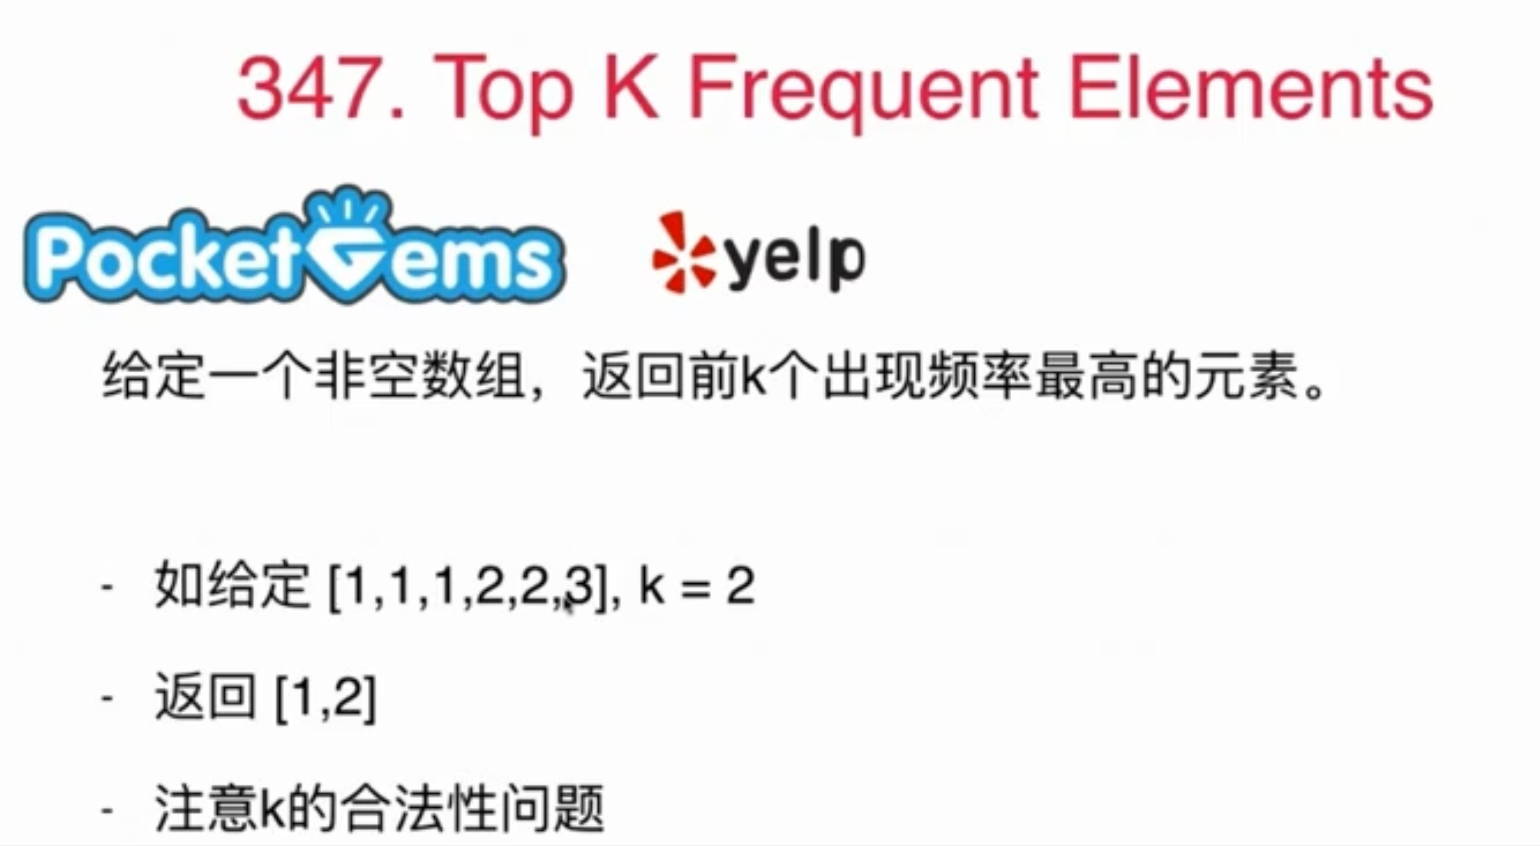 347. Top K Frequent Elements
PocketGems yelp
给定一个非空数组，返回前k个出现频率最高的元素。
- 如给定 [1,1,1,2,2,3], k = 2
- 返回 [1,2]
- 注意k的合法性问题